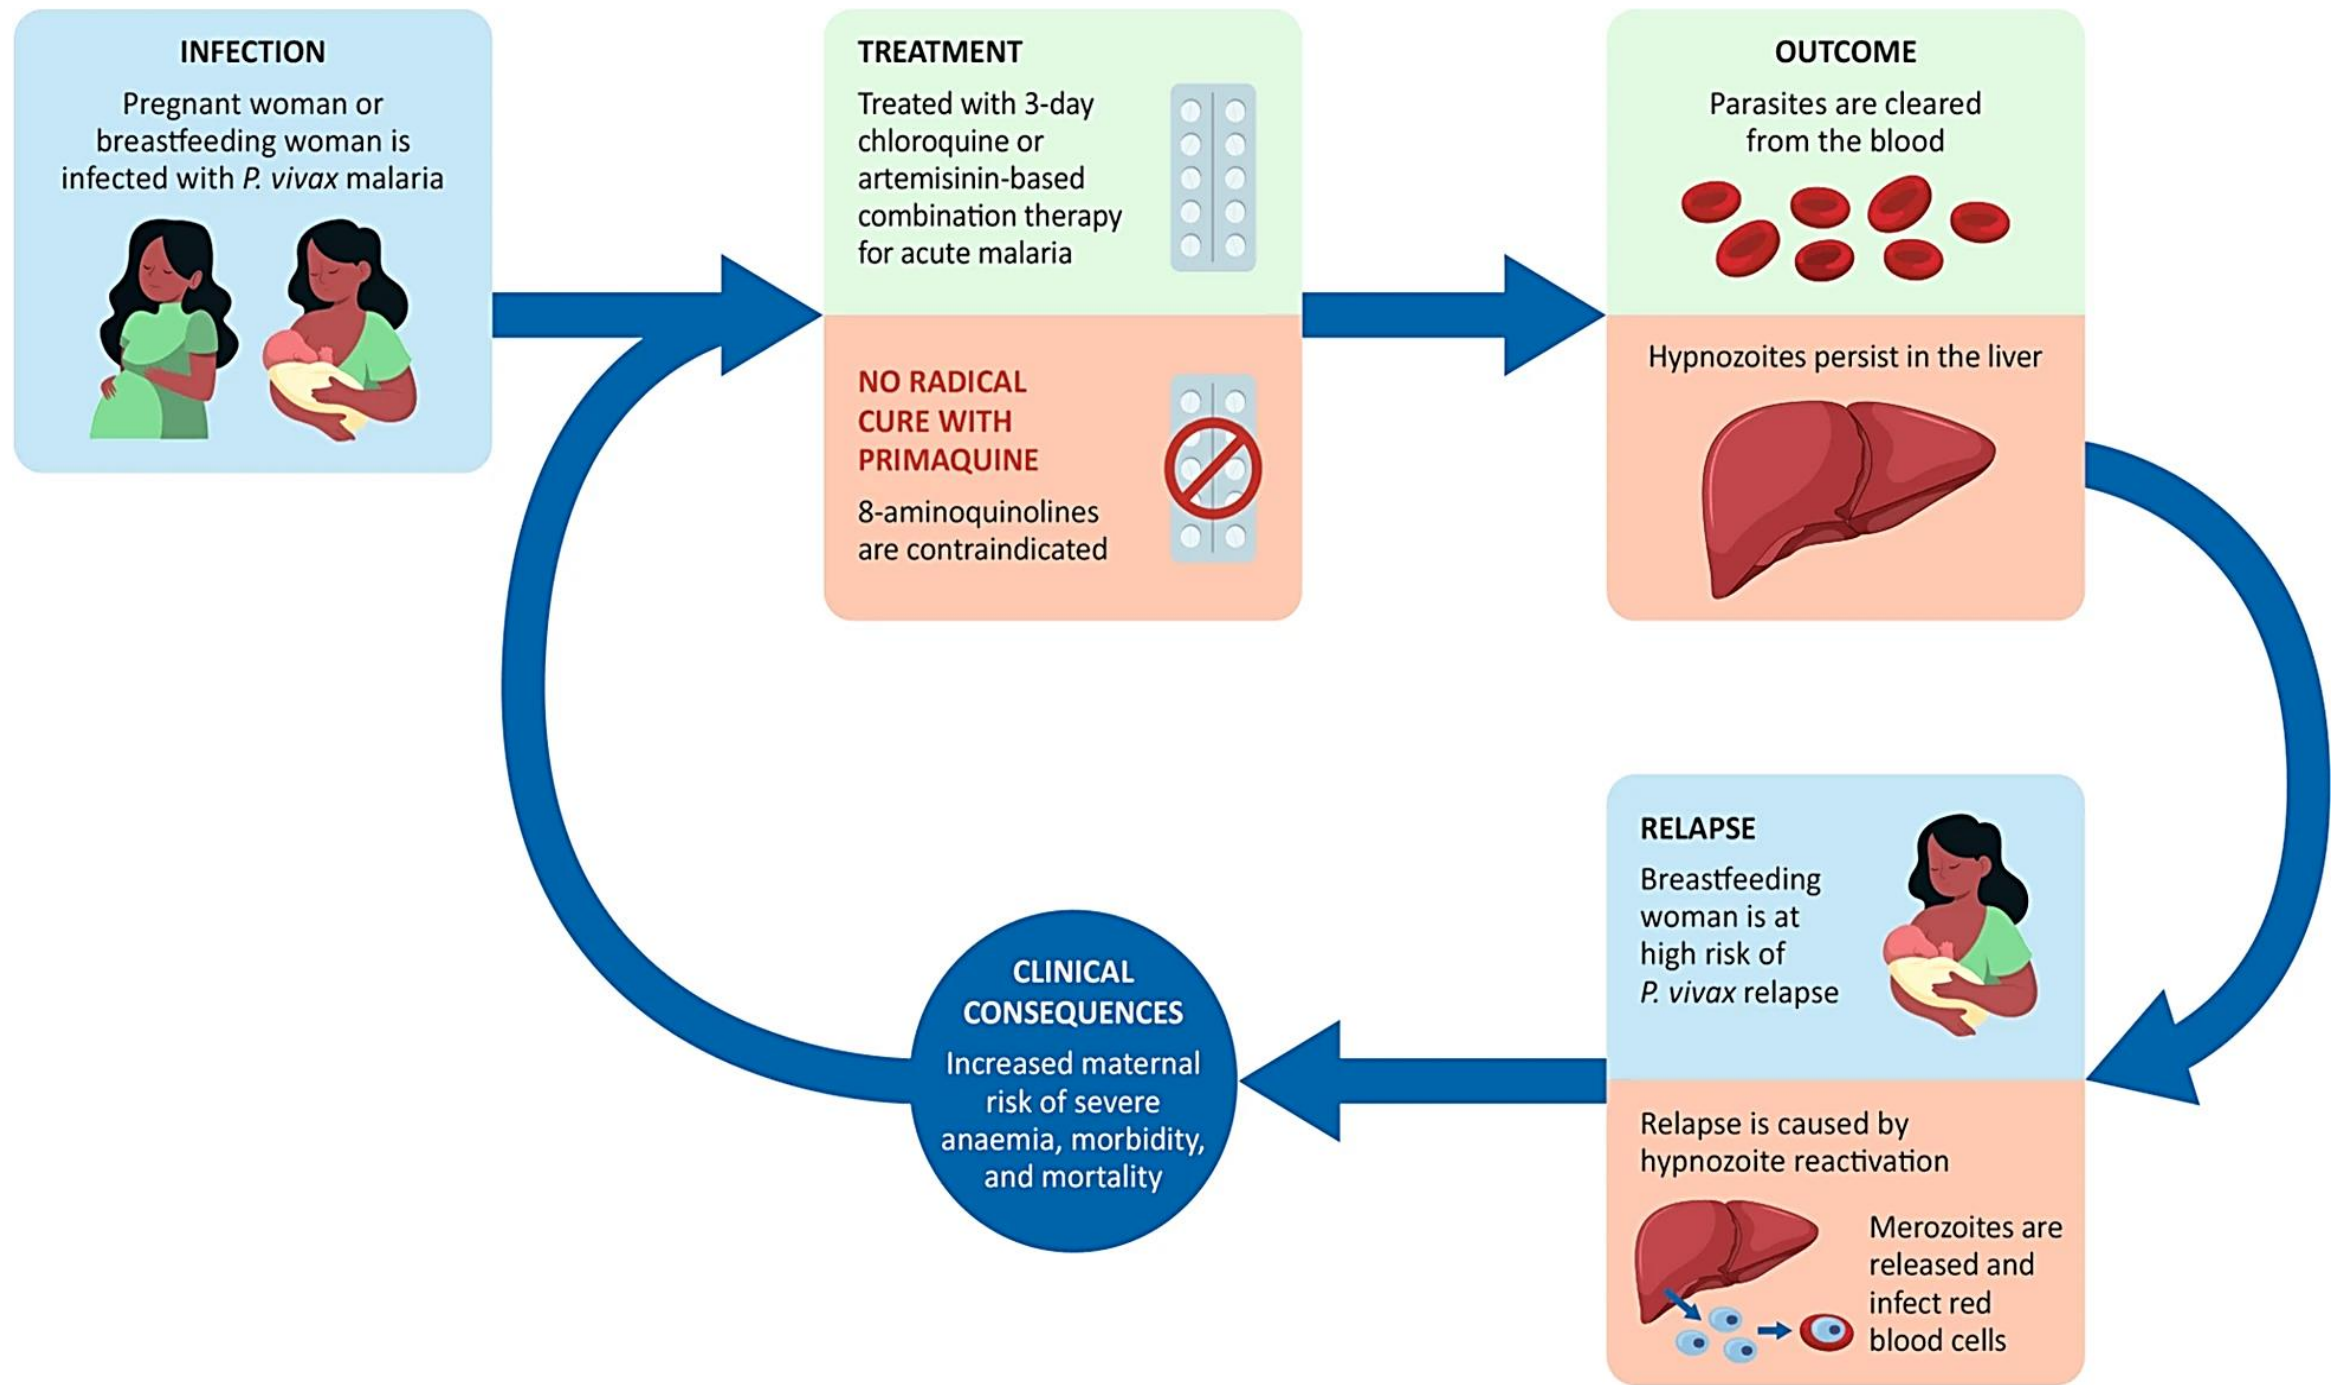 INFECTION
Pregnant woman or
breastfeeding woman is
infected with P. vivax malaria
TREATMENT
Treated with 3-day
chloroquine or
artemisinin-based
combination therapy
for acute malaria
NO RADICAL
CURE WITH
PRIMAQUINE
8-aminoquinolines
are contraindicated
OUTCOME
Parasites are cleared
from the blood
Hypnozoites persist in the liver
RELAPSE
Breastfeeding
woman is at
high risk of
P. vivax relapse
Relapse is caused by
hypnozoite reactivation
Merozoites are
released and
infect red
blood cells
CLINICAL
CONSEQUENCES
Increased maternal
risk of severe
anaemia, morbidity,
and mortality